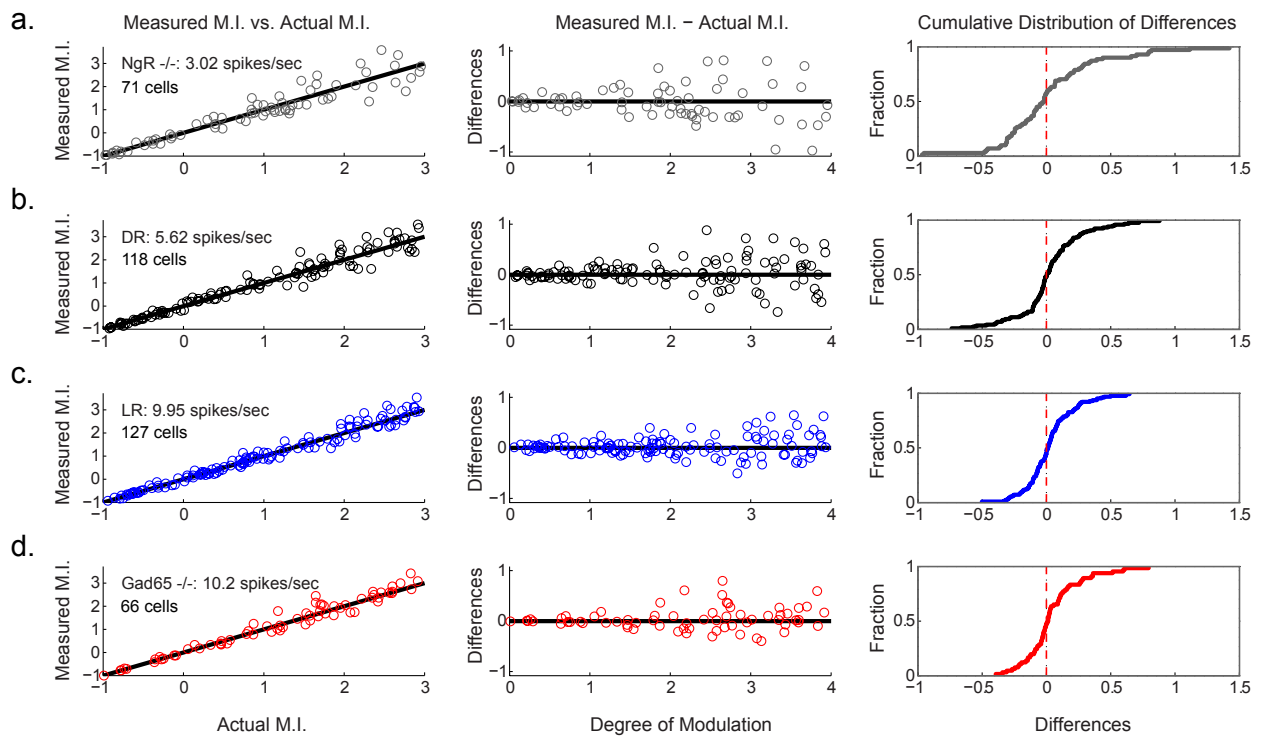 a.
Measured M.I. vs. Actual M.I.
Measured M.I. − Actual M.I.
Cumulative Distribution of Differences
Measured M.I.
3
2
1
0
−1
NgR -/-: 3.02 spikes/sec
71 cells
−1 0 1 2 3
Differences
1
0
−1
0 1 2 3 4
Fraction
1
0.5
0
−1 −0.5 0 0.5 1 1.5
b.
Measured M.I.
3
2
1
0
−1
DR: 5.62 spikes/sec
118 cells
−1 0 1 2 3
Differences
1
0
−1
0 1 2 3 4
Fraction
1
0.5
0
−1 −0.5 0 0.5 1 1.5
c.
Measured M.I.
3
2
1
0
−1
LR: 9.95 spikes/sec
127 cells
−1 0 1 2 3
Differences
1
0
−1
0 1 2 3 4
Fraction
1
0.5
0
−1 −0.5 0 0.5 1 1.5
d.
Measured M.I.
3
2
1
0
−1
Gad65 -/-: 10.2 spikes/sec
66 cells
−1 0 1 2 3
Differences
1
0
−1
0 1 2 3 4
Fraction
1
0.5
0
−1 −0.5 0 0.5 1 1.5
Actual M.I.
Degree of Modulation
Differences